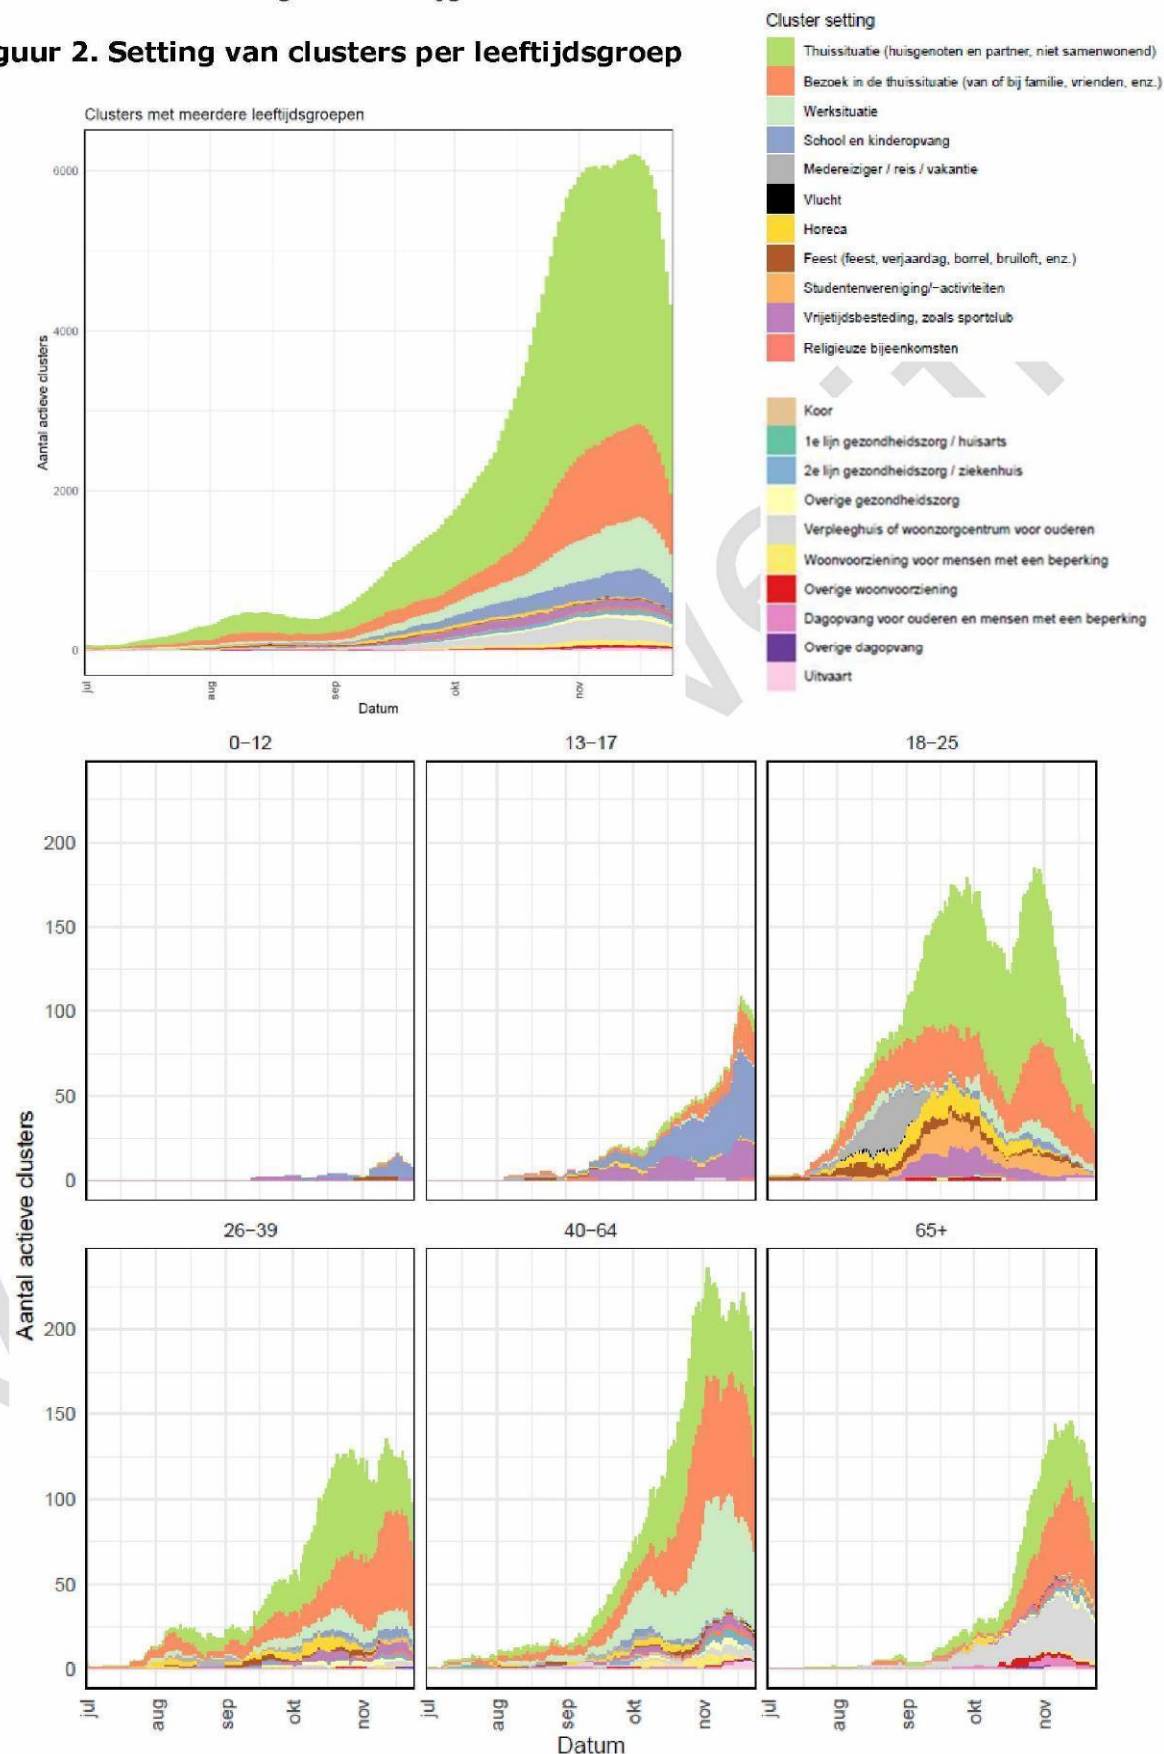 guur 2. Setting van clusters per leeftijdsgroep
Cluster setting
Thuissituatie (huisgenoten en partner, niet samenwonend)
Bezoek in de thuissituatie (van of bij familie, vrienden, enz.)
Werksituatie
School en kinderopvang
Medereiziger / reis / vakantie
Vlucht
Horeca
Feest (feest, verjaardag, borrel, bruiloft, enz.)
Studentenvereniging/−activiteiten
Vrijetijdsbesteding, zoals sportclub
Religieuze bijeenkomsten
Koor
1e lijn gezondheidszorg / huisarts
2e lijn gezondheidszorg / ziekenhuis
Overige gezondheidszorg
Verpleeghuis of woonzorgcentrum voor ouderen
Woonvoorziening voor mensen met een beperking
Overige woonvoorziening
Dagopvang voor ouderen en mensen met een beperking
Overige dagopvang
Uitvaart
Clusters met meerdere leeftijdsgroepen
Aantal actieve clusters
6000
4000
2000
0
jul aug sep okt nov
Datum
0−12 13−17 18−25
Aantal actieve clusters
200
150
100
50
0
26−39 40−64 65+
200
150
100
50
0
jul aug sep okt nov jul aug sep okt nov jul aug sep okt nov
Datum